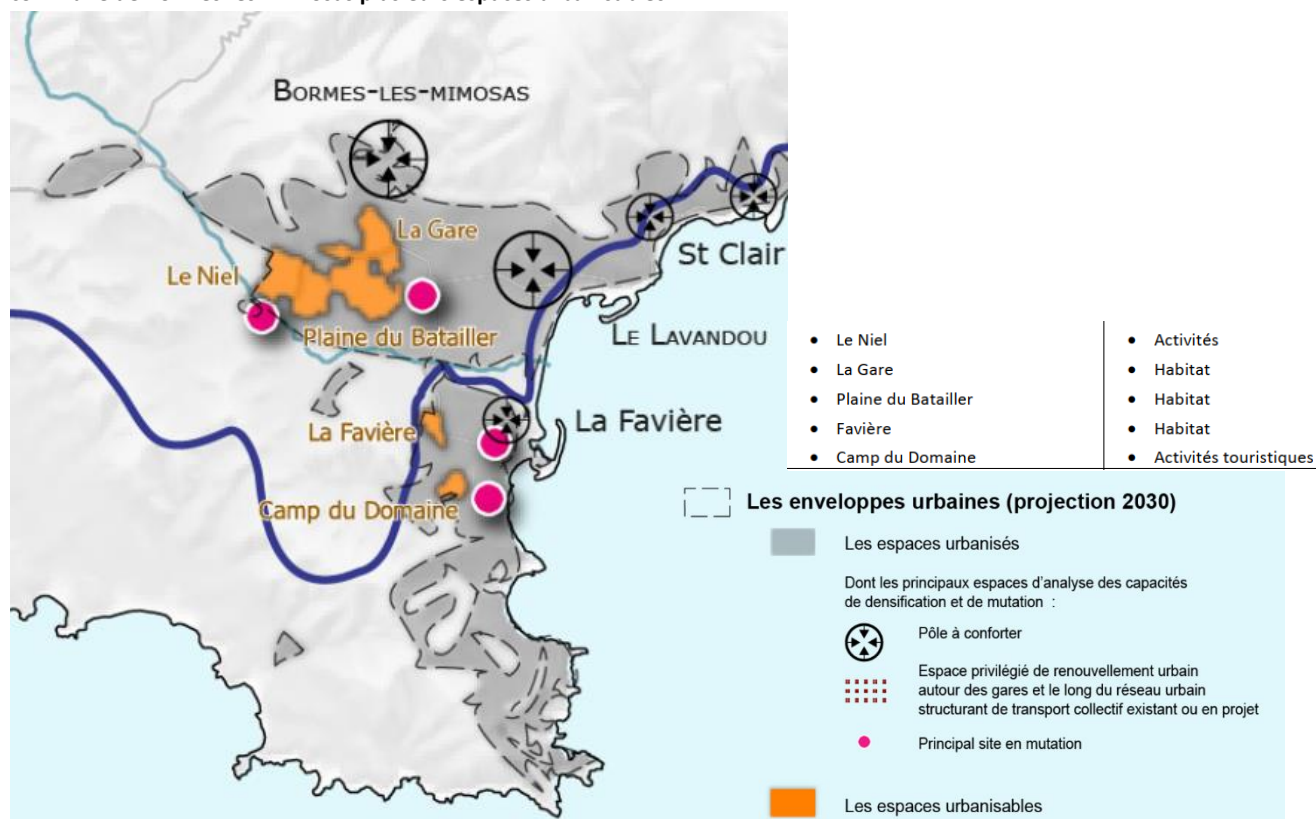 BORMES-LES-MIMOSAS
La Gare
St Clair
Le Niel
Plaine du Batailler
LE LAVANDOU
La Favière
La Favière
Camp du Domaine
• Le Niel
• La Gare
• Plaine du Batailler
• Favière
• Camp du Domaine
• Activités
• Habitat
• Habitat
• Habitat
• Activités touristiques
Les enveloppes urbaines (projection 2030)
Les espaces urbanisés
Dont les principaux espaces d'analyse des capacités
de densification et de mutation :
Pôle à conforter
Espace privilégié de renouvellement urbain
autour des gares et le long du réseau urbain
structurant de transport collectif existant ou en projet
Principal site en mutation
Les espaces urbanisables